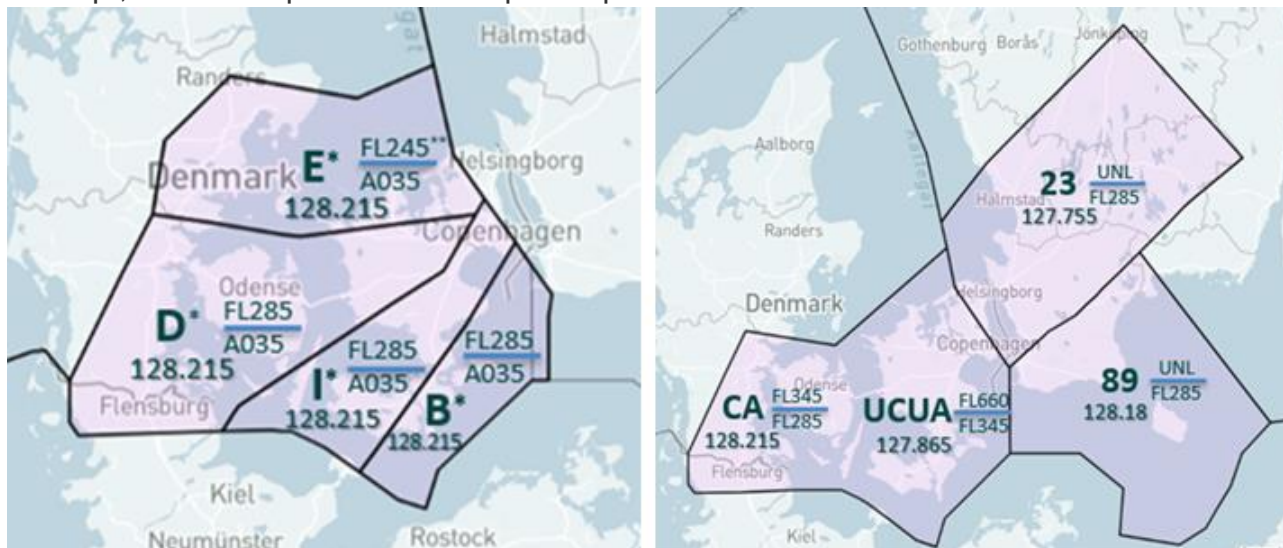 Halmstad
Randers
FL245**
E*
Denmark
A035
Helsingborg
128.215
Copenhagen
Odense
FL285
D*
A035
128.215
FL285
I*
A035
128.215
FL285
A035
B*
128.215
Flensburg
Kiel
Neumünster
Rostock
Gothenburg
Borås
Jönköping
Aalborg
Kattegat
23
UNL
FL285
Halmstad
127.755
Randers
Denmark
Helsingborg
Copenhagen
Odense
CA
FL345
FL285
128.215
UCUA
FL660
FL345
127.865
89
UNL
FL285
128.18
Flensburg
Kiel